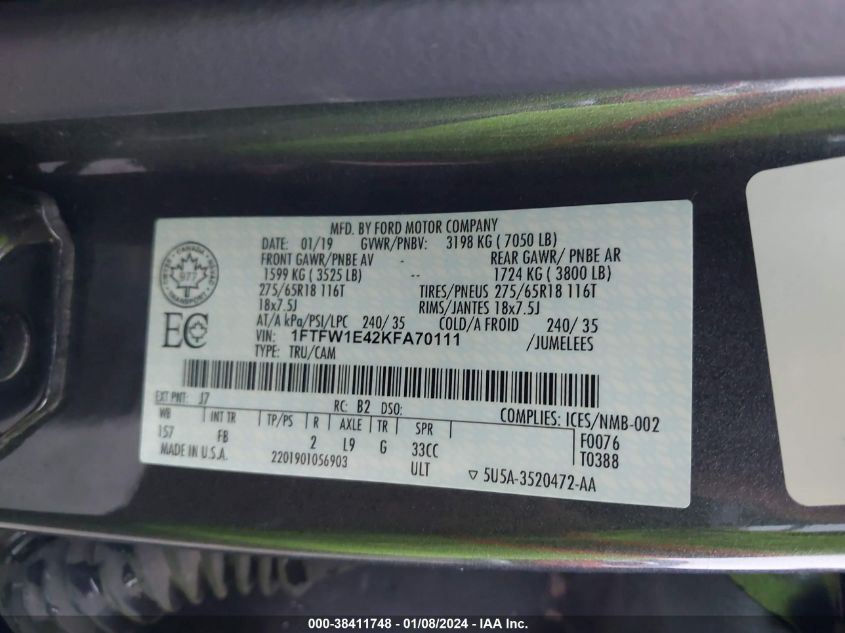 MFD. BY FORD MOTOR COMPANY
DATE: 01/19 GVWR/PNBV: 3198 KG ( 7050 LB)
FRONT GAWR/PNBE AV - REAR GAWR/ PNBE AR
1599 KG ( 3525 LB) -- 1724 KG ( 3800 LB)
275/65R18 116T TIRES/PNEUS 275/65R18 116T
18x7.5J RIMS/JANTES 18x7.5J
AT/A kPa/PSI/LPC 240/ 35 COLD/A FROID 240/ 35
VIN: 1FTFW1E42KFA70111 /JUMELEES
TYPE: TRU/CAM
CANADA
977
TRANSPORT
EC
EXT PNT: J7 RC: B2 DSO: COMPLIES: ICES/NMB-002
WB INT TR TP/PS R AXLE TR SPR F0076
157 FB 2 L9 G 33CC T0388
MADE IN U.S.A. 2201901056903 ULT ▽ 5U5A-3520472-AA
000-38411748 - 01/08/2024 - IAA Inc.